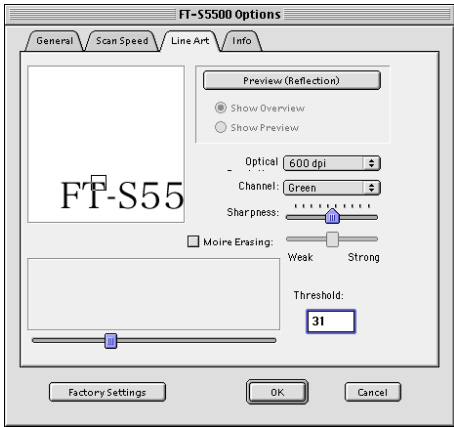 FT-S5500 Options
General Scan Speed Line Art Info
Preview (Reflection)
Show Overview
Show Preview
FT-S55
Optical
600 dpi
Channel: Green
Sharpness:
Moire Erasing:
Weak Strong
Threshold:
31
Factory Settings OK Cancel